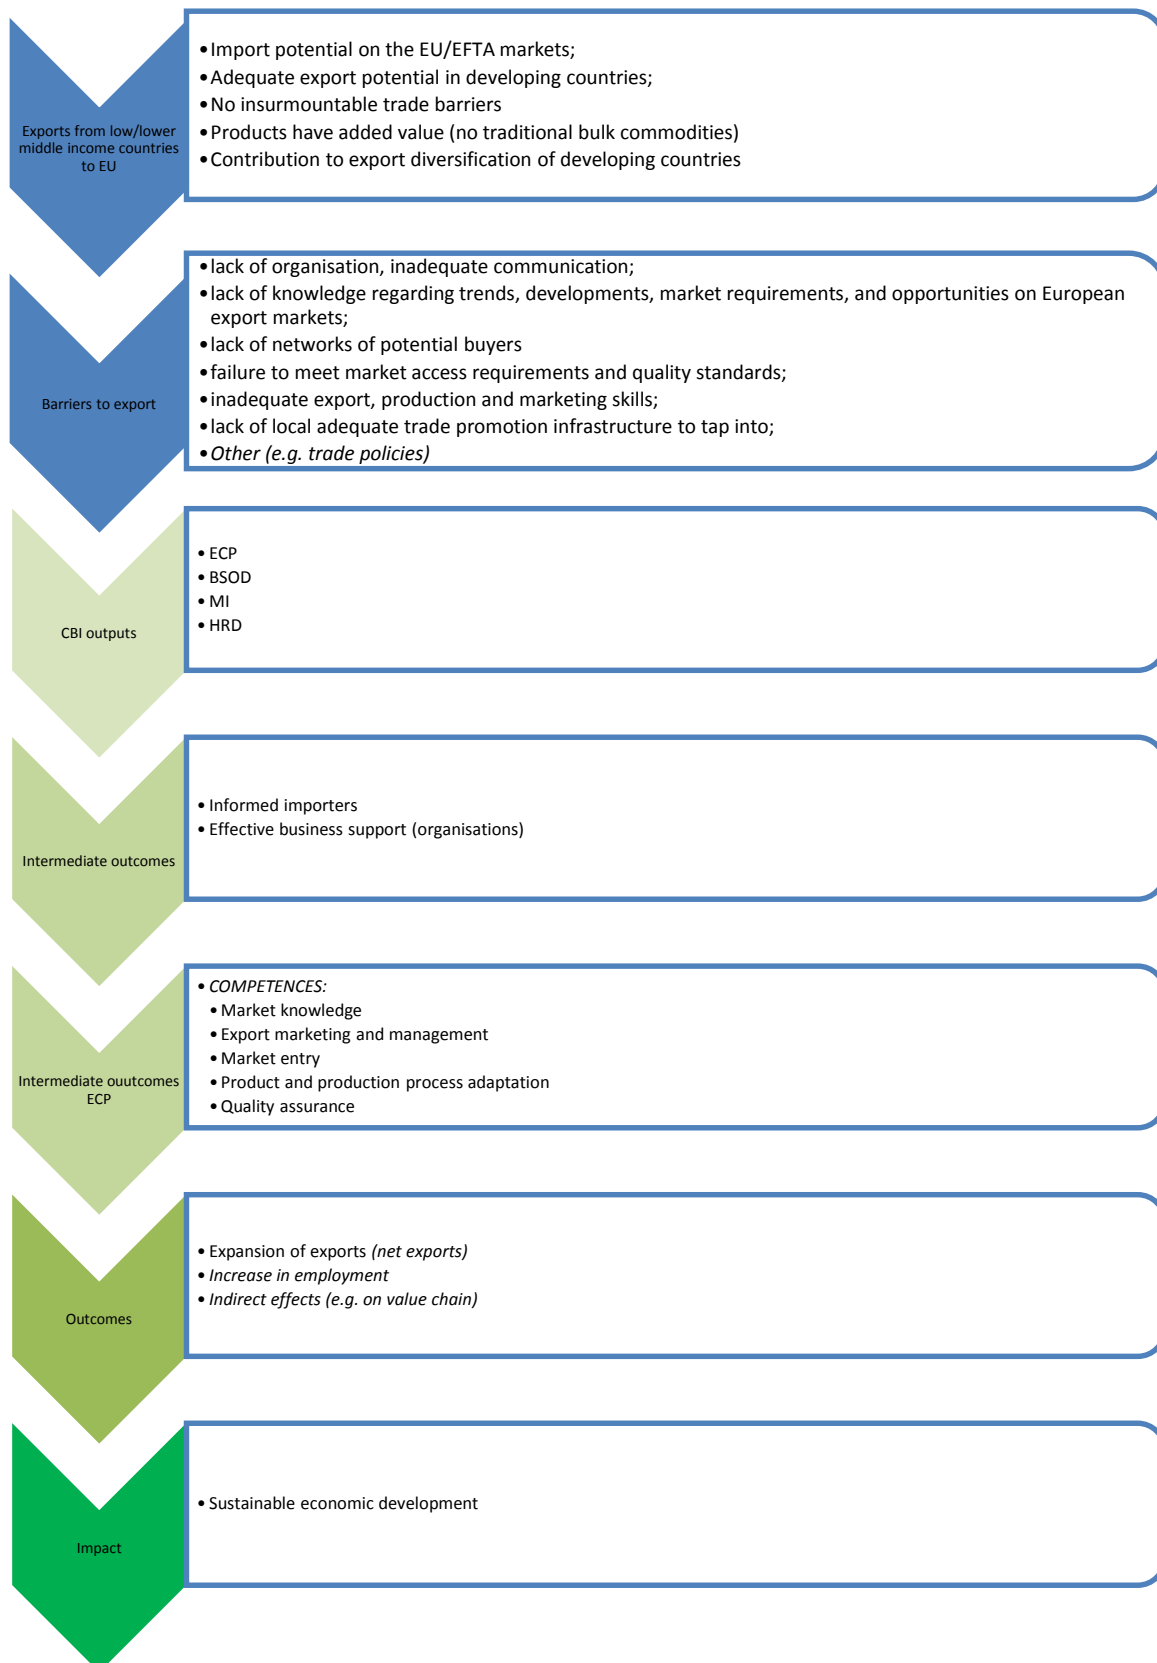 Exports from low/lower
middle income countries
to EU
•Import potential on the EU/EFTA markets;
•Adequate export potential in developing countries;
•No insurmountable trade barriers
•Products have added value (no traditional bulk commodities)
•Contribution to export diversification of developing countries
Barriers to export
•lack of organisation, inadequate communication;
•lack of knowledge regarding trends, developments, market requirements, and opportunities on European
export markets;
•lack of networks of potential buyers
•failure to meet market access requirements and quality standards;
•inadequate export, production and marketing skills;
•lack of local adequate trade promotion infrastructure to tap into;
•Other (e.g. trade policies)
CBI outputs
• ECP
• BSOD
• MI
• HRD
Intermediate outcomes
• Informed importers
• Effective business support (organisations)
Intermediate ouutcomes
ECP
• COMPETENCES:
• Market knowledge
• Export marketing and management
• Market entry
• Product and production process adaptation
• Quality assurance
Outcomes
• Expansion of exports (net exports)
• Increase in employment
• Indirect effects (e.g. on value chain)
Impact
• Sustainable economic development